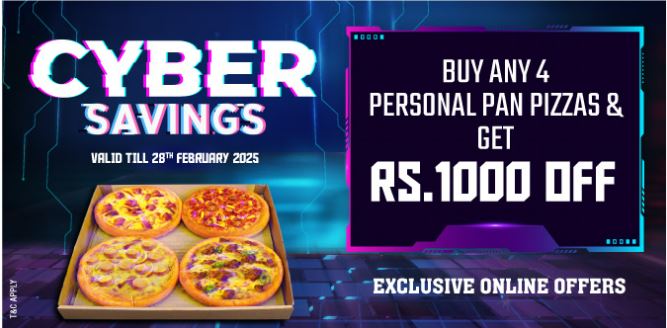 CYBER
SAVINGS
VALID TILL 28TH FEBRUARY 2025
BUY ANY 4
PERSONAL PAN PIZZAS &
GET
RS.1000 OFF
EXCLUSIVE ONLINE OFFERS
T&C APPLY